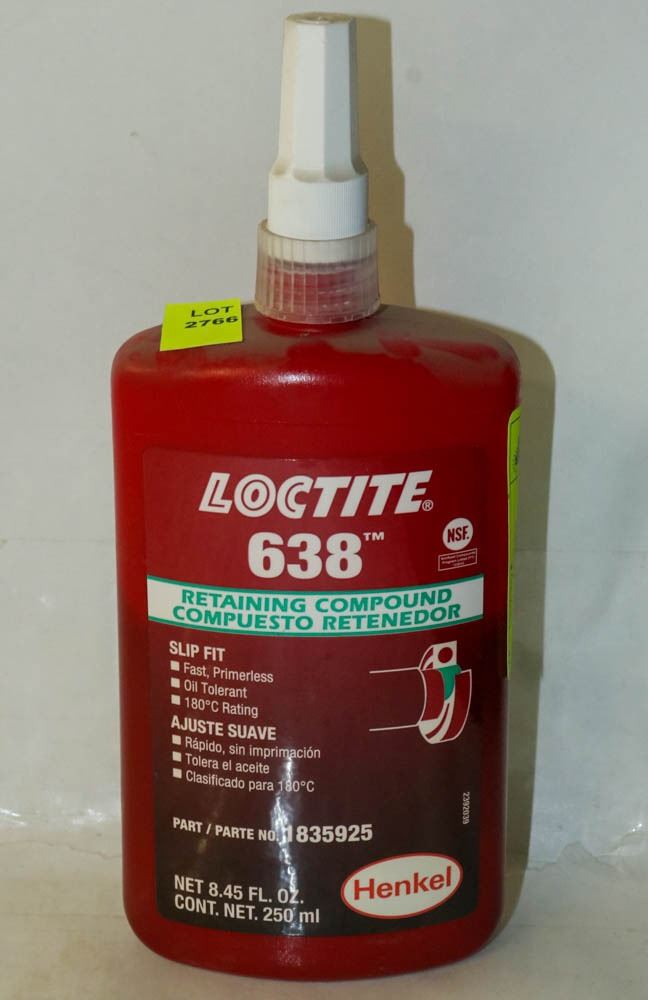 LOT
2766
LOCTITE®
638™
NSF.
RETAINING COMPOUND
COMPUESTO RETENEDOR
SLIP FIT
■ Fast, Primerless
■ Oil Tolerant
■ 180°C Rating
AJUSTE SUAVE
■ Rápido, sin imprimación
■ Tolera el aceite
■ Clasificado para 180°C
2392039
PART / PARTE NO. 1835925
NET 8.45 FL. OZ.
CONT. NET. 250 ml
Henkel